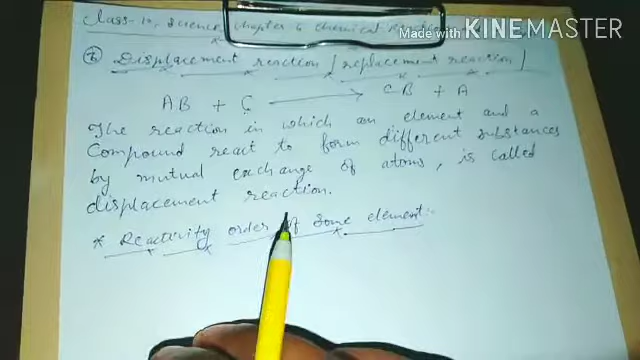 Class-10, Science, chapter 6 chemical
Made with KINEMASTER
Displacement reaction / replacement reaction /
AB + C → CB + A
The reaction in which an element and a
Compound react to form different substances
by mutual exchange of atoms, is called
displacement reaction.
* Reactivity order of some element:-